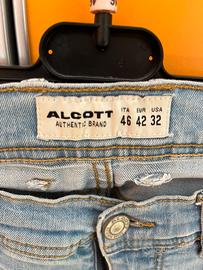 ALCOTT
AUTHENTIC BRAND
ITA EUR USA
46 42 32